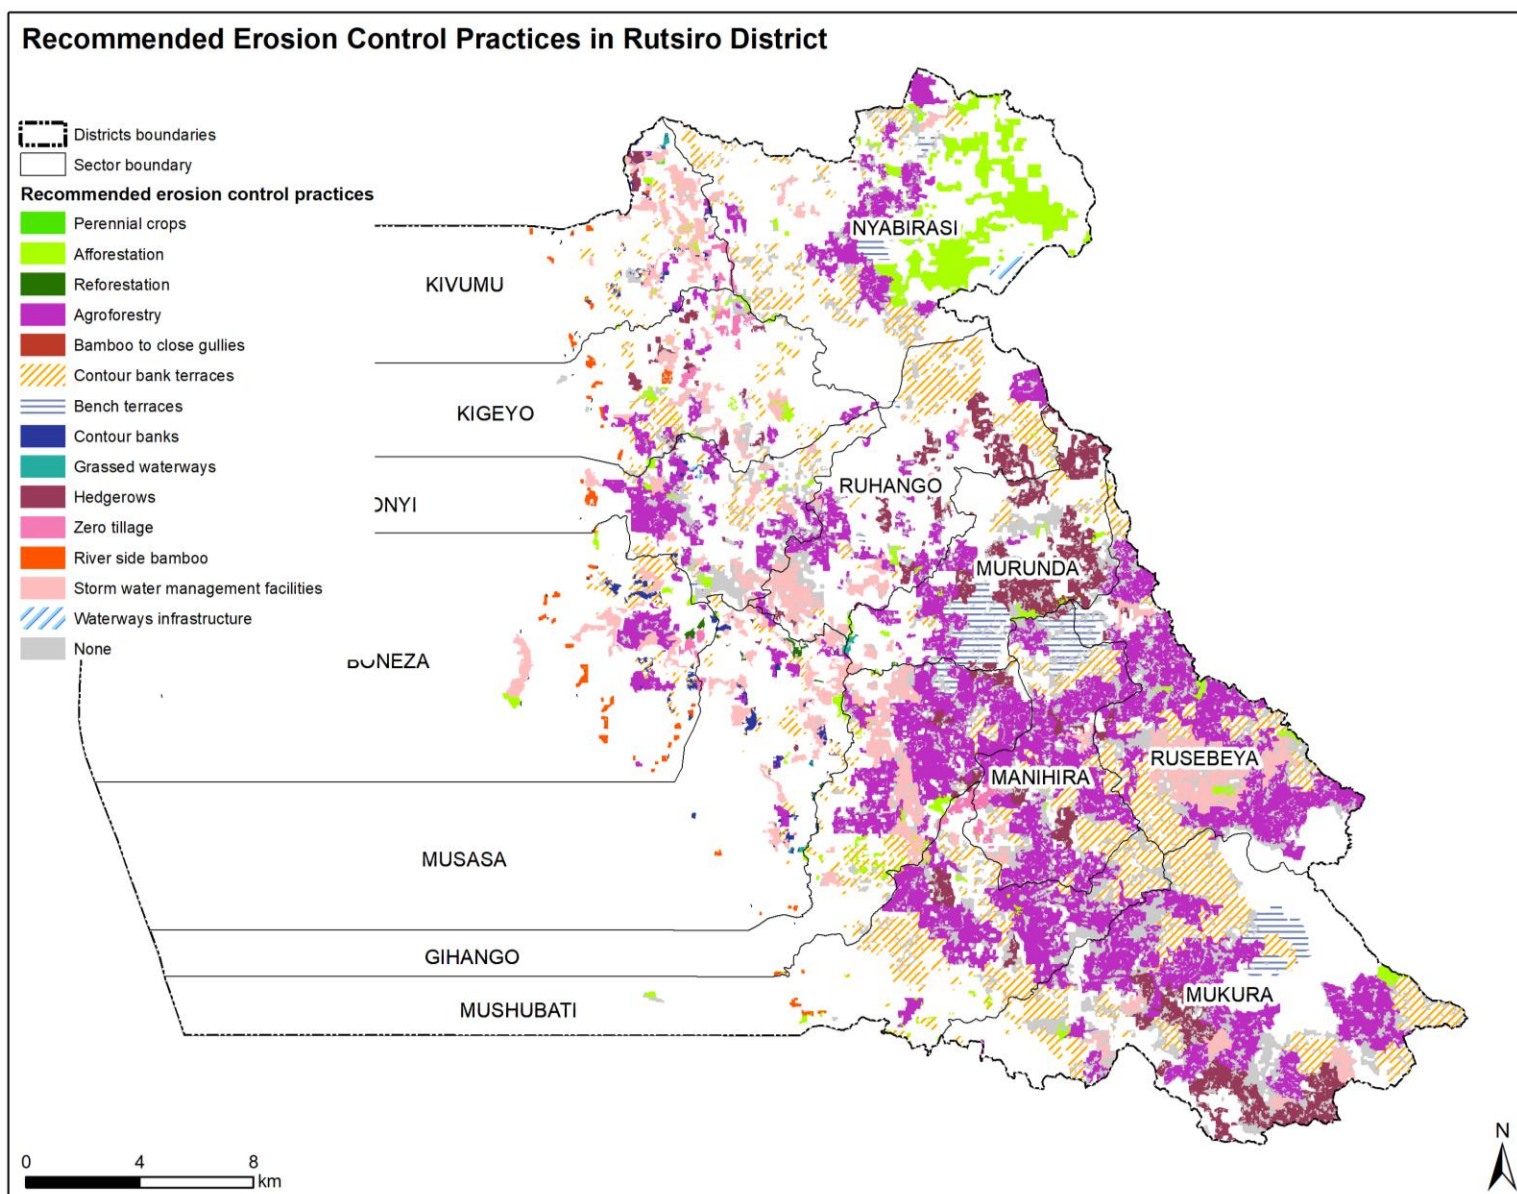 Recommended Erosion Control Practices in Rutsiro District
Districts boundaries
Sector boundary
Recommended erosion control practices
Perennial crops
Afforestation
Reforestation
Agroforestry
Bamboo to close gullies
Contour bank terraces
Bench terraces
Contour banks
Grassed waterways
Hedgerows
Zero tillage
River side bamboo
Storm water management facilities
Waterways infrastructure
None
NYABIRASI
KIVUMU
KIGEYO
RUHANGO
ONYI
MURUNDA
BONEZA
RUSEBEYA
MANIHIRA
MUSASA
GIHANGO
MUKURA
MUSHUBATI
N
0 4 8
km